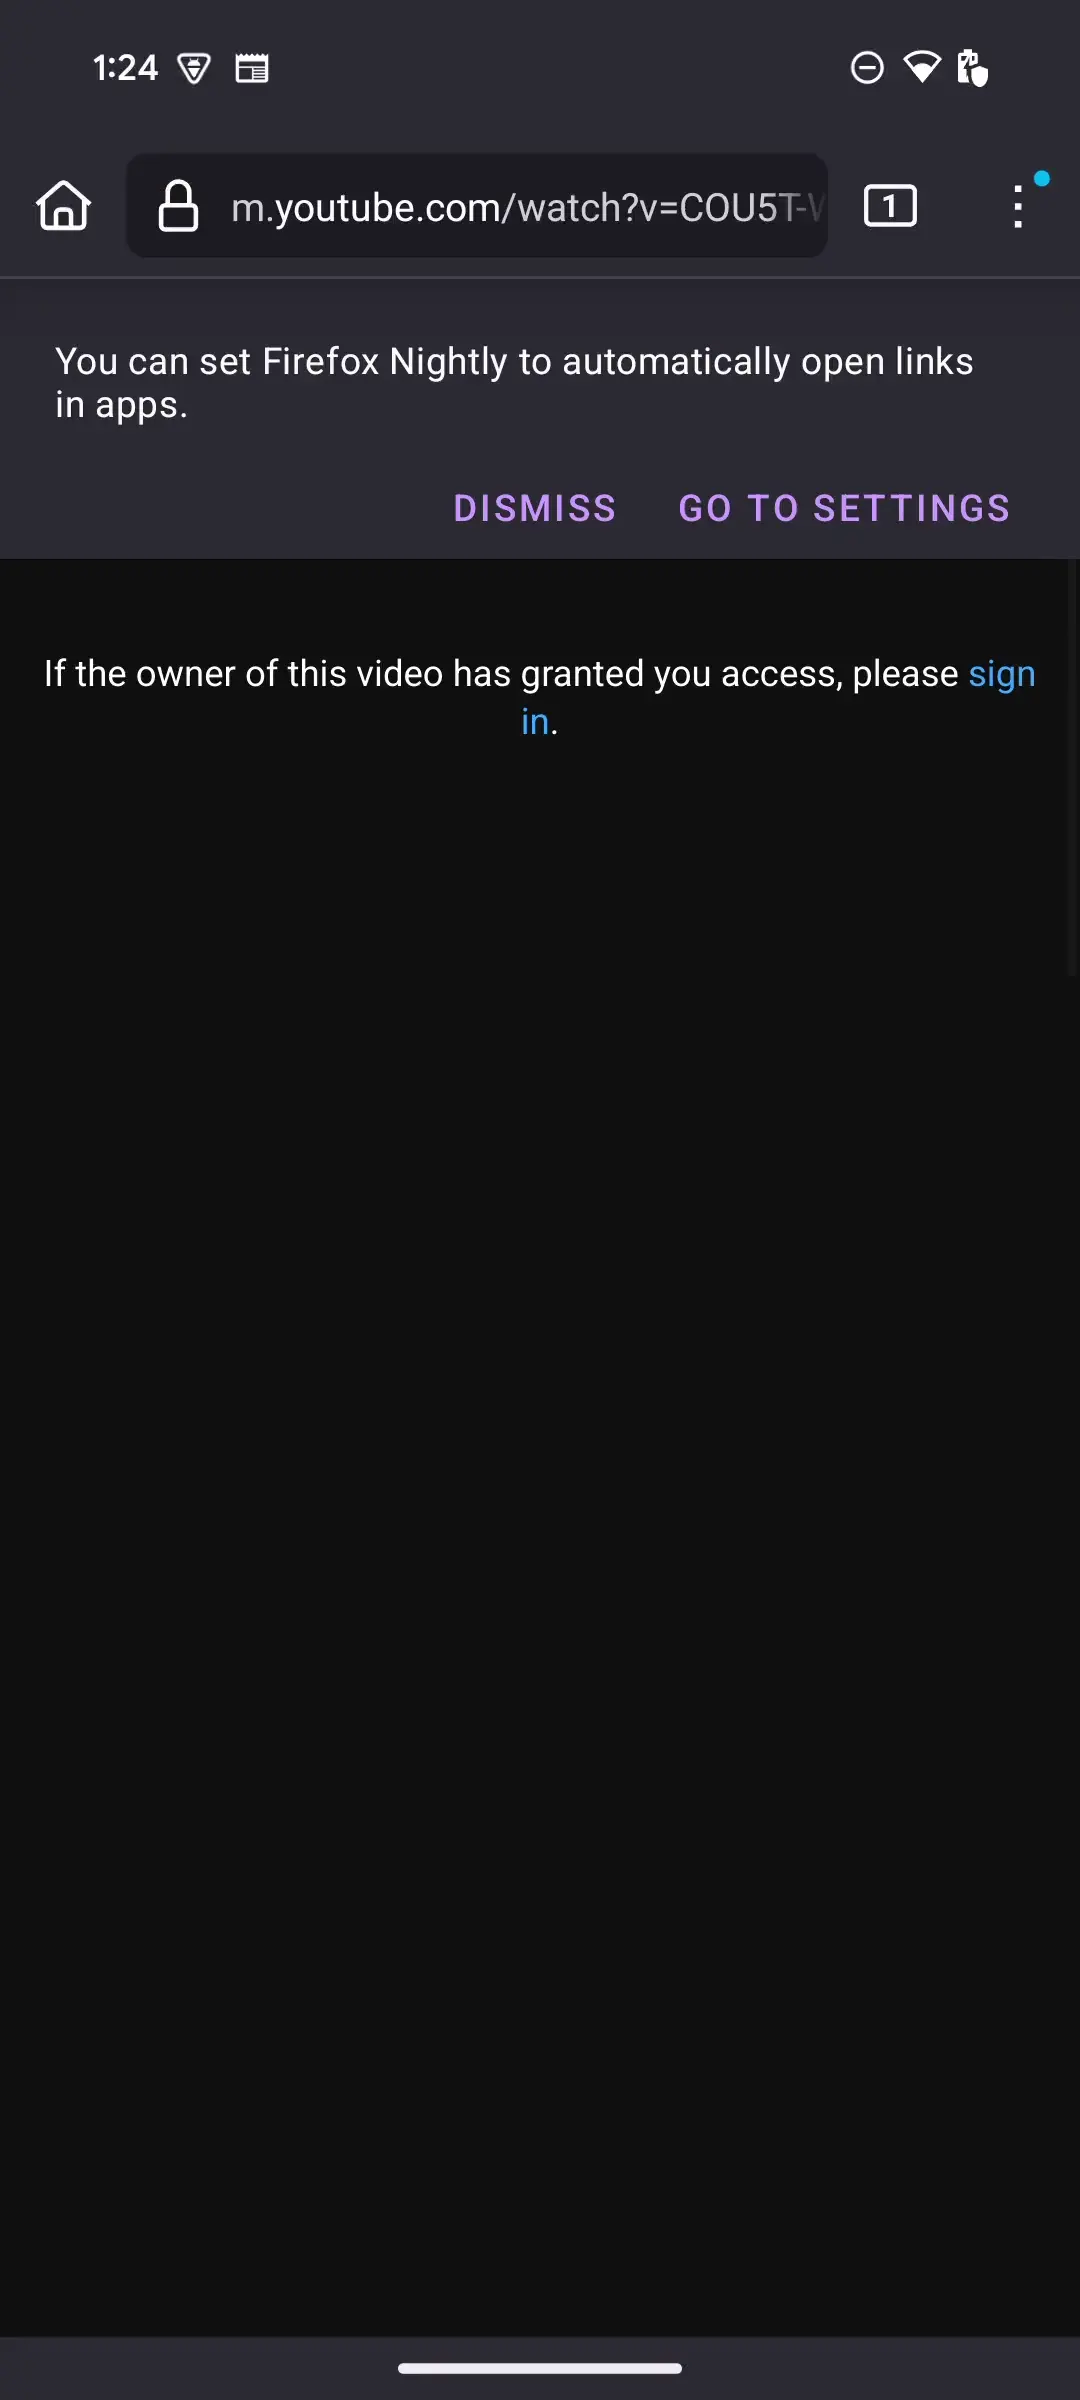 1:24
m.youtube.com/watch?v=COU5T-
1
You can set Firefox Nightly to automatically open links
in apps.
DISMISS GO TO SETTINGS
If the owner of this video has granted you access, please sign
in.